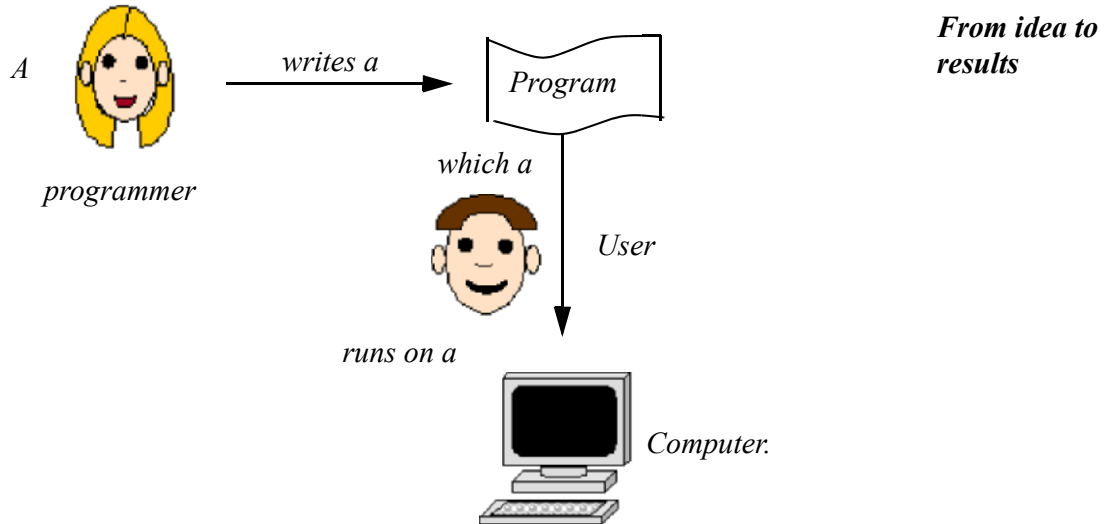 A
programmer
writes a
Program
which a
User
runs on a
Computer.
From idea to
results